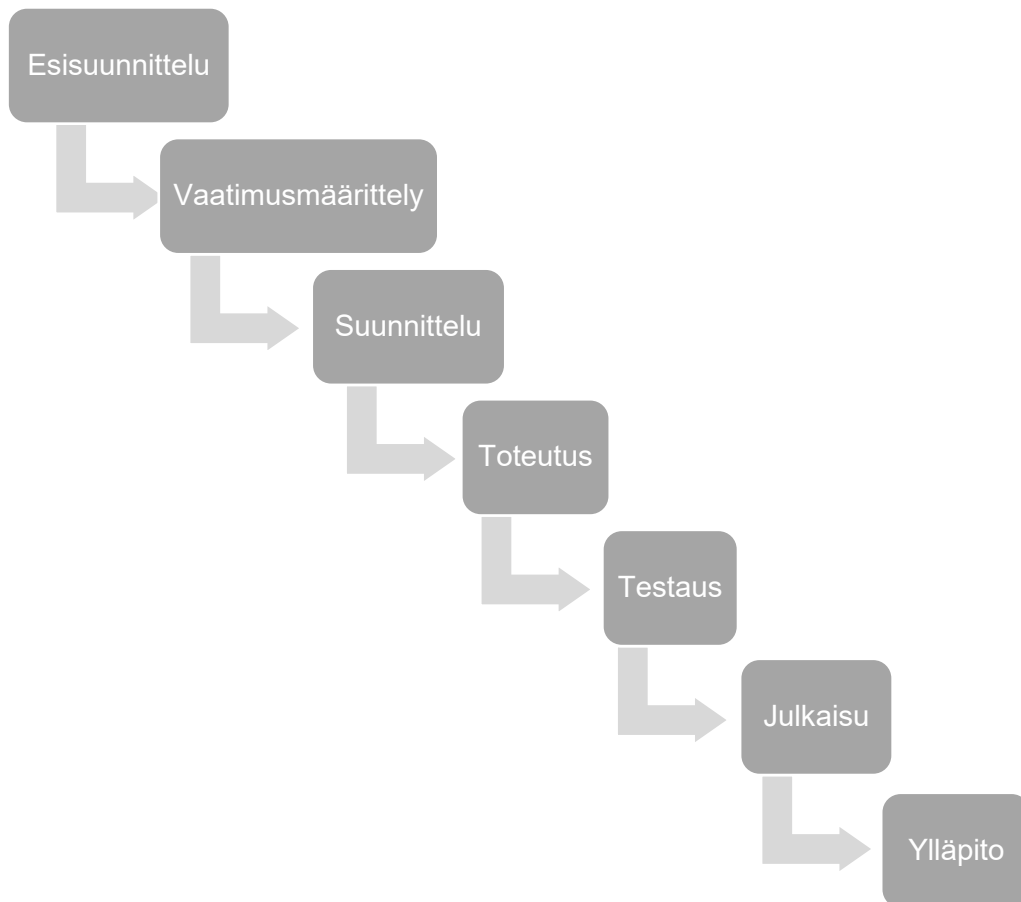 Esisuunnittelu
Vaatimusmäärittely
Suunnittelu
Toteutus
Testaus
Julkaisu
Ylläpito